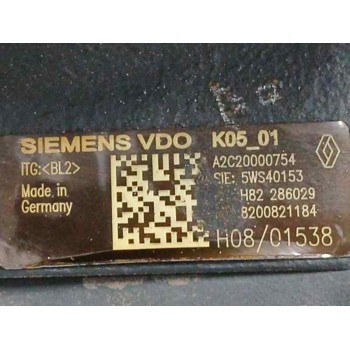 SIEMENS VDO K05_01
ITG:<BL2> A2C20000754
SIE: 5WS40153
Made in H82 286029
Germany 8200821184
H08/01538